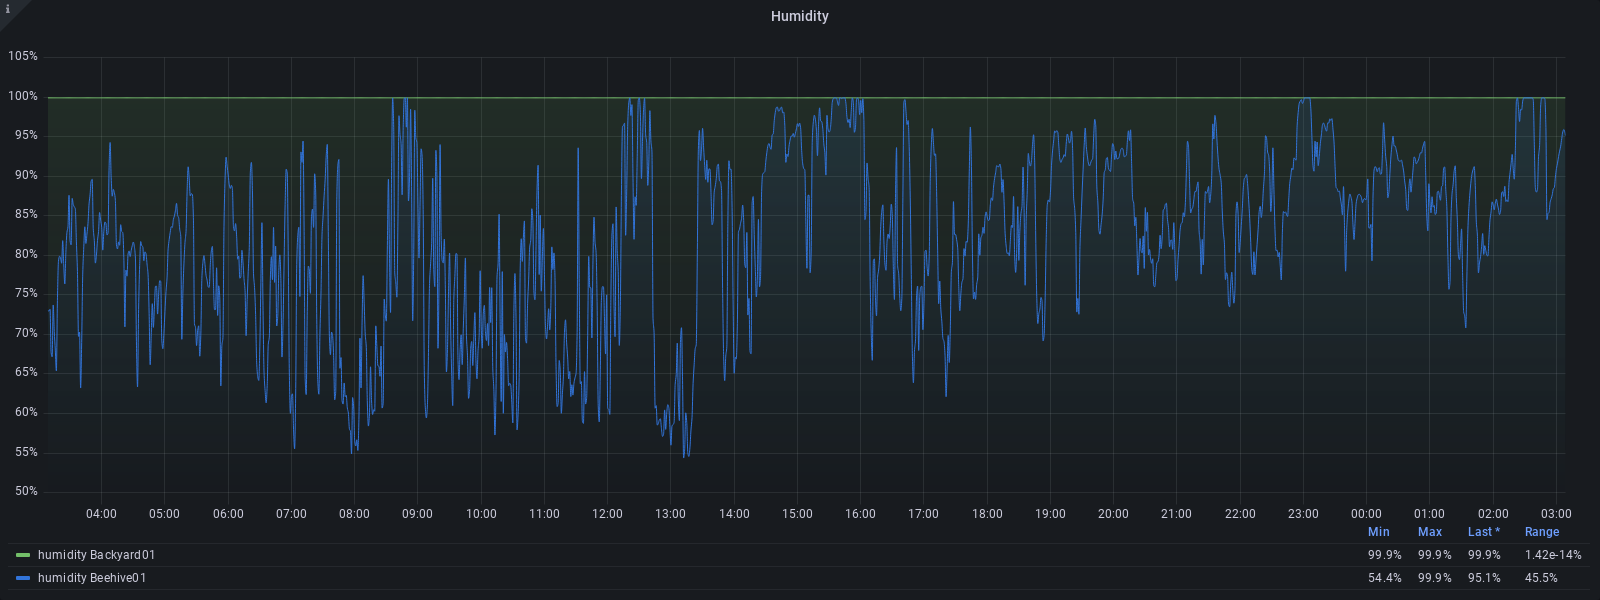 i
Humidity
105%
100%
95%
90%
85%
80%
75%
70%
65%
60%
55%
50%
04:00 05:00 06:00 07:00 08:00 09:00 10:00 11:00 12:00 13:00 14:00 15:00 16:00 17:00 18:00 19:00 20:00 21:00 22:00 23:00 00:00 01:00 02:00 03:00
Min Max Last * Range
humidity Backyard01 99.9% 99.9% 99.9% 1.42e-14%
humidity Beehive01 54.4% 99.9% 95.1% 45.5%